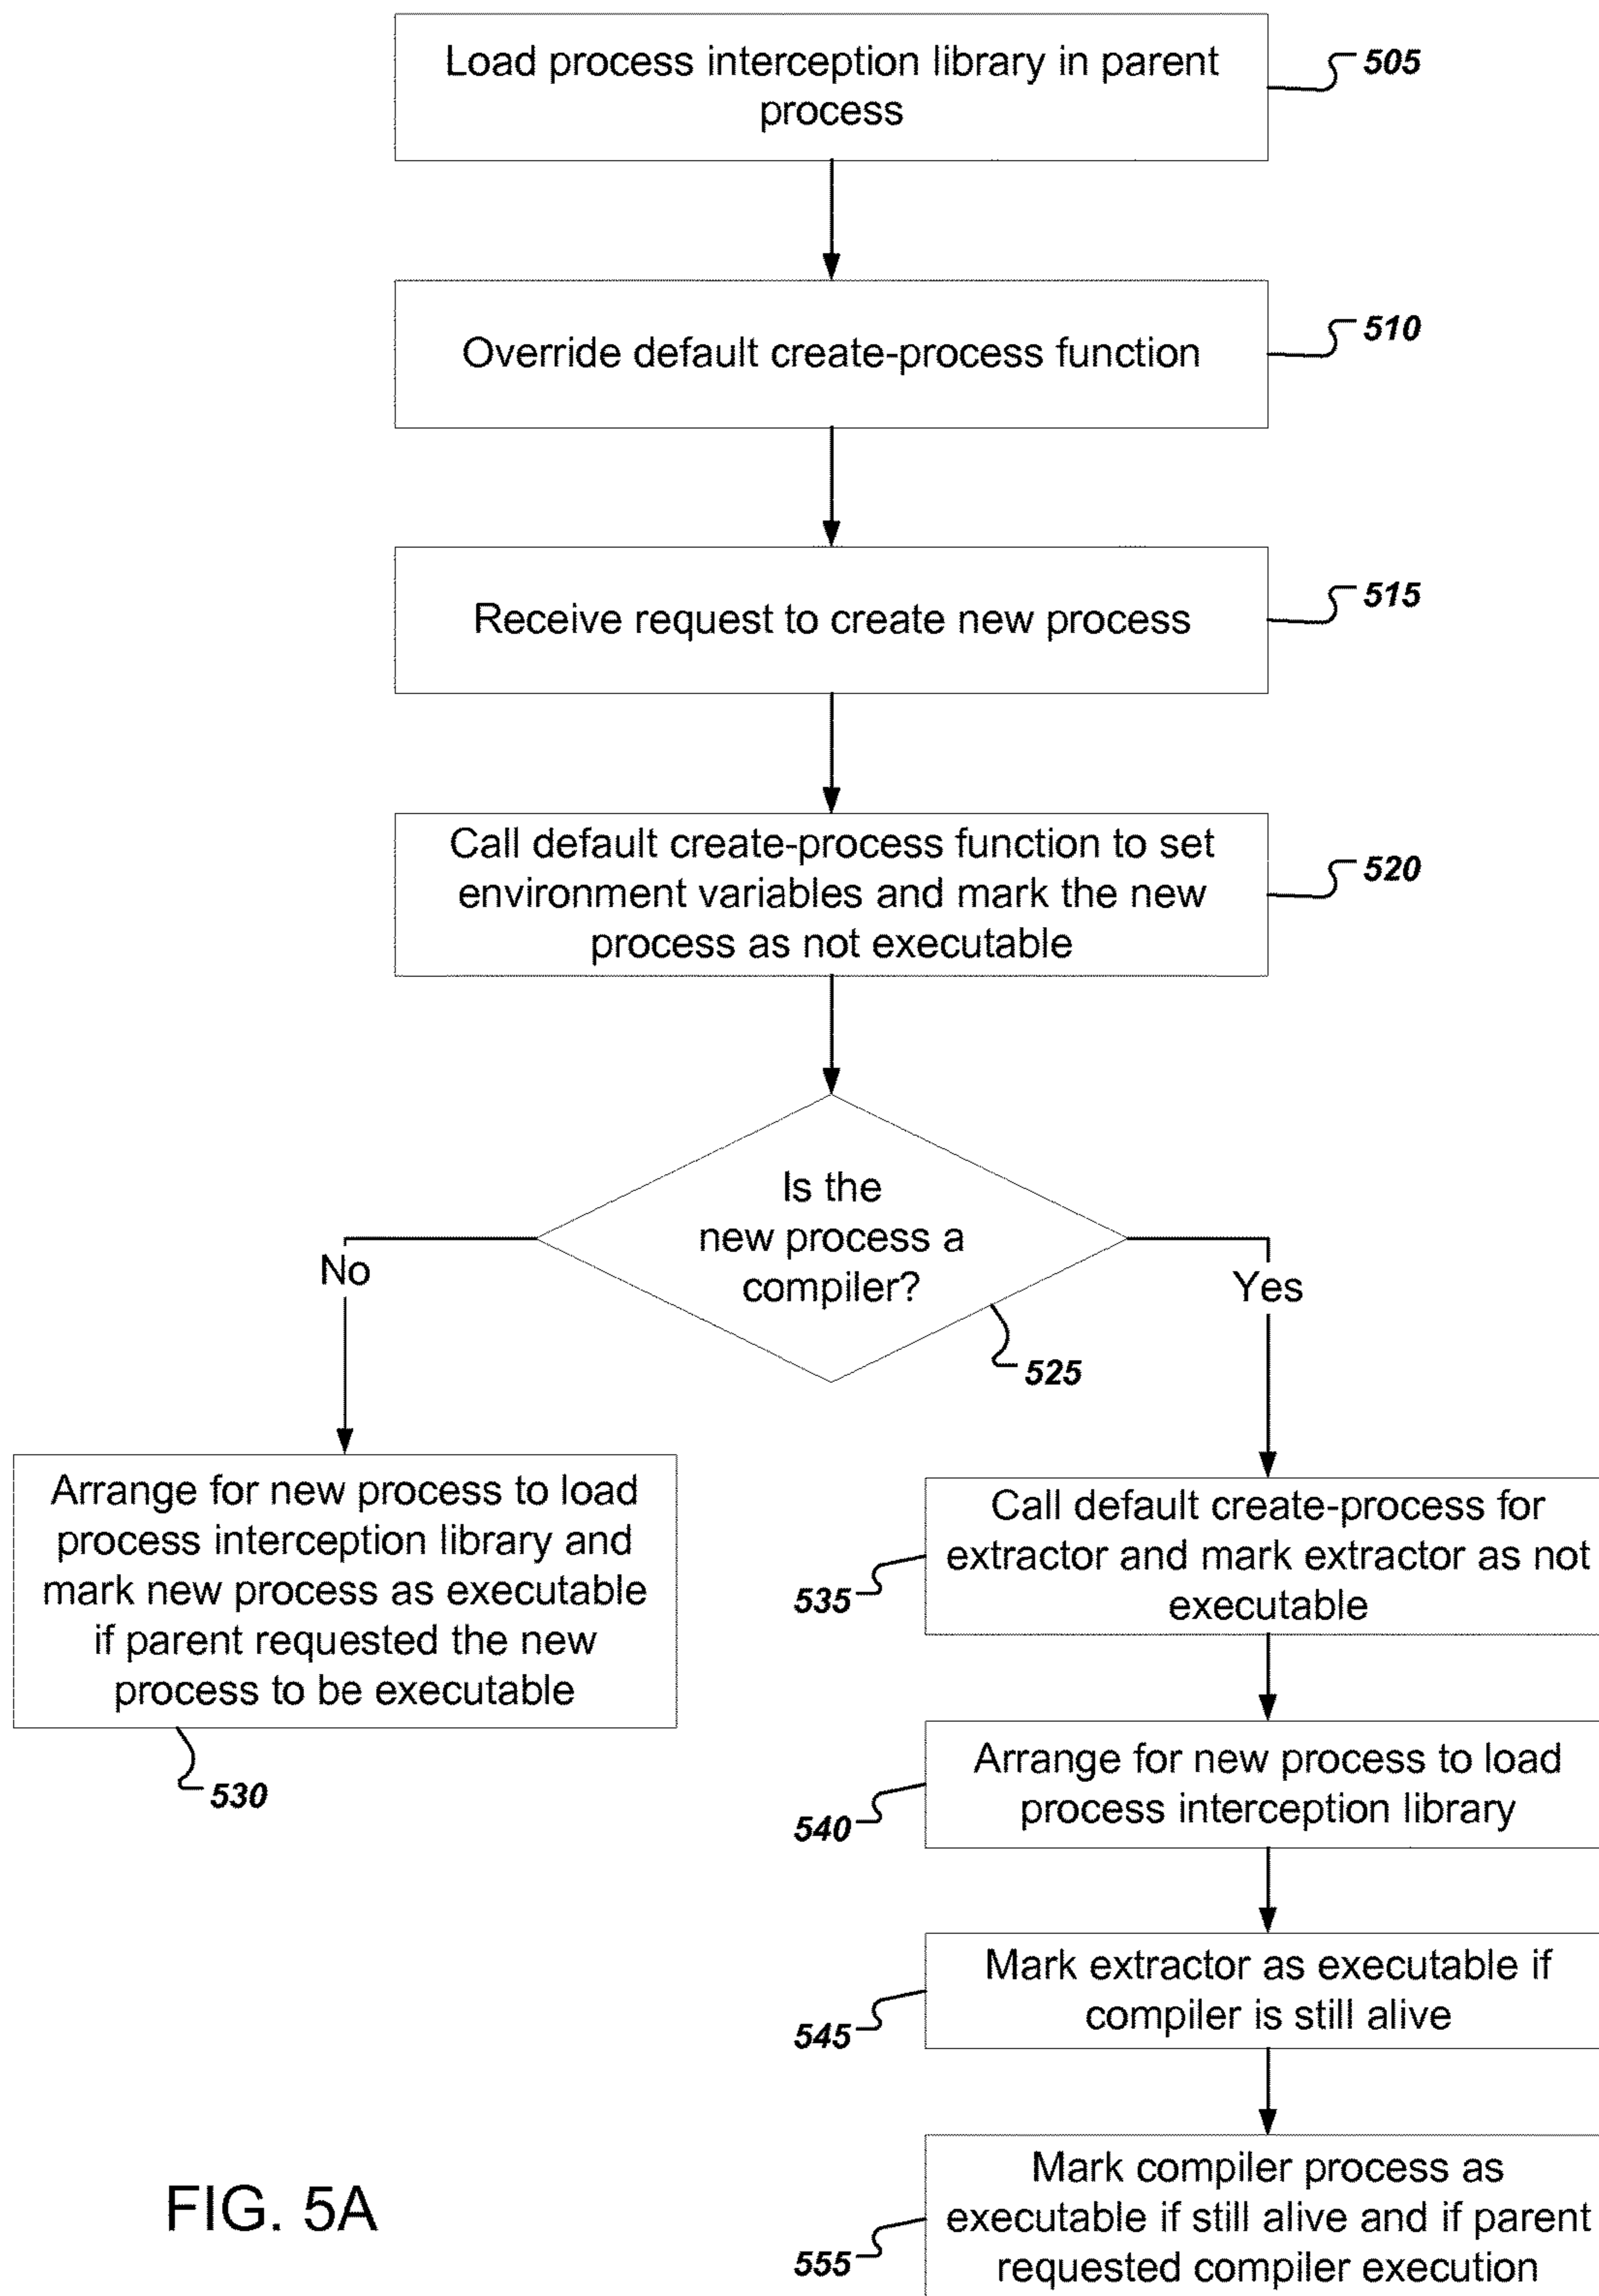 Load process interception library in parent
process
505
Override default create-process function
510
Receive request to create new process
515
Call default create-process function to set
environment variables and mark the new
process as not executable
520
Is the
new process a
compiler?
525
No
Yes
Arrange for new process to load
process interception library and
mark new process as executable
if parent requested the new
process to be executable
530
Call default create-process for
extractor and mark extractor as not
executable
535
Arrange for new process to load
process interception library
540
Mark extractor as executable if
compiler is still alive
545
Mark compiler process as
executable if still alive and if parent
requested compiler execution
555
FIG. 5A